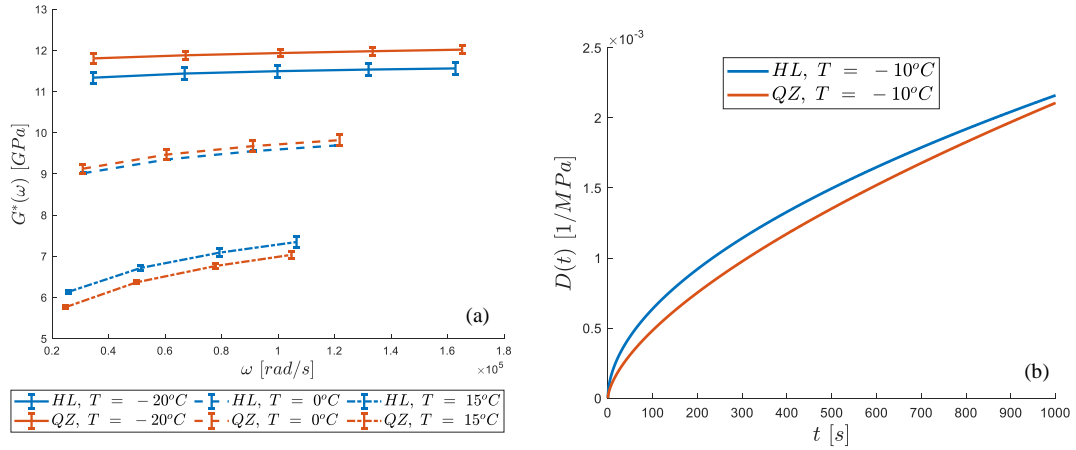 13
12
11
10
9
8
7
6
5
G*(ω) [GPa]
0.2 0.4 0.6 0.8 1 1.2 1.4 1.6 1.8
×10⁵
ω [rad/s]
(a)
HL, T = −20°C HL, T = 0°C HL, T = 15°C
QZ, T = −20°C QZ, T = 0°C QZ, T = 15°C
×10⁻³
2.5
2
1.5
1
0.5
0
D(t) [1/MPa]
HL, T = −10°C
QZ, T = −10°C
(b)
0 100 200 300 400 500 600 700 800 900 1000
t [s]